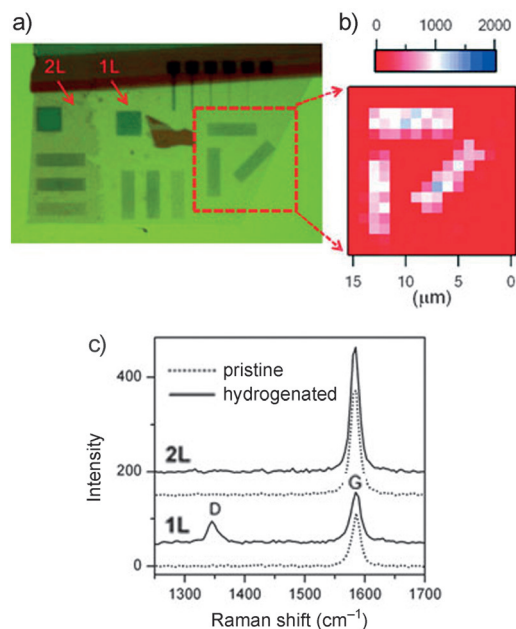 a)
2L
1L
b)
0 1000 2000
15 10 5 0
(μm)
c)
pristine
hydrogenated
400
200
0
Intensity
2L
1L
D
G
1300 1400 1500 1600 1700
Raman shift (cm⁻¹)